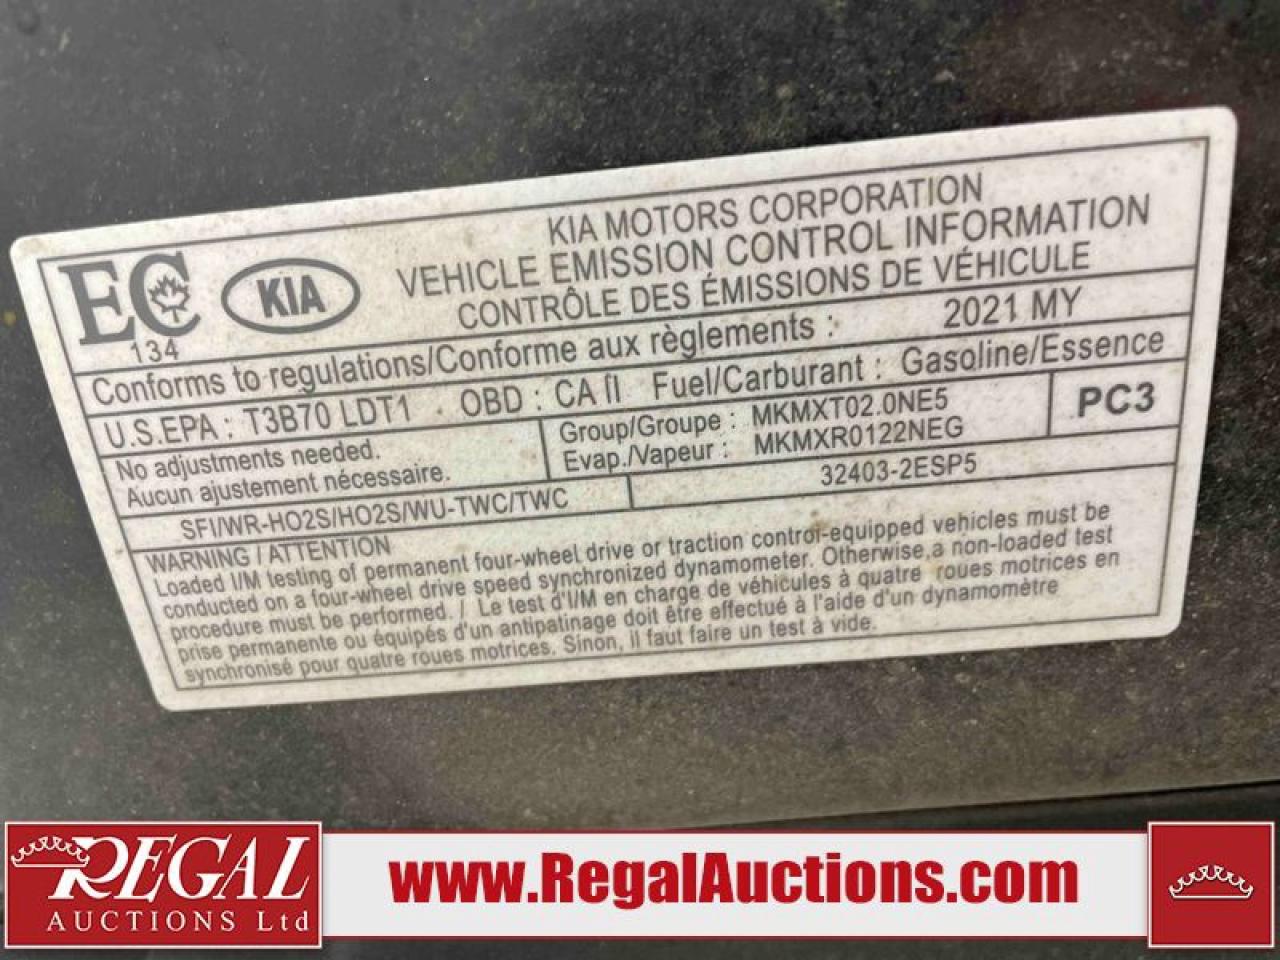 EC
134
KIA
KIA MOTORS CORPORATION
VEHICLE EMISSION CONTROL INFORMATION
CONTRÔLE DES ÉMISSIONS DE VÉHICULE
Conforms to regulations/Conforme aux règlements : 2021 MY
U.S.EPA : T3B70 LDT1 . OBD : CA II Fuel/Carburant : Gasoline/Essence
No adjustments needed.
Aucun ajustement nécessaire.
Group/Groupe : MKMXT02.0NE5
Evap./Vapeur : MKMXR0122NEG
PC3
SFI/WR-HO2S/HO2S/WU-TWC/TWC
32403-2ESP5
WARNING / ATTENTION
Loaded I/M testing of permanent four-wheel drive or traction control-equipped vehicles must be
conducted on a four-wheel drive speed synchronized dynamometer. Otherwise,a non-loaded test
procedure must be performed. / Le test d'I/M en charge de véhicules à quatre roues motrices en
prise permanente ou équipés d'un antipatinage doit être effectué à l'aide d'un dynamomètre
synchronisé pour quatre roues motrices. Sinon, il faut faire un test à vide.
REGAL
AUCTIONS Ltd
www.RegalAuctions.com